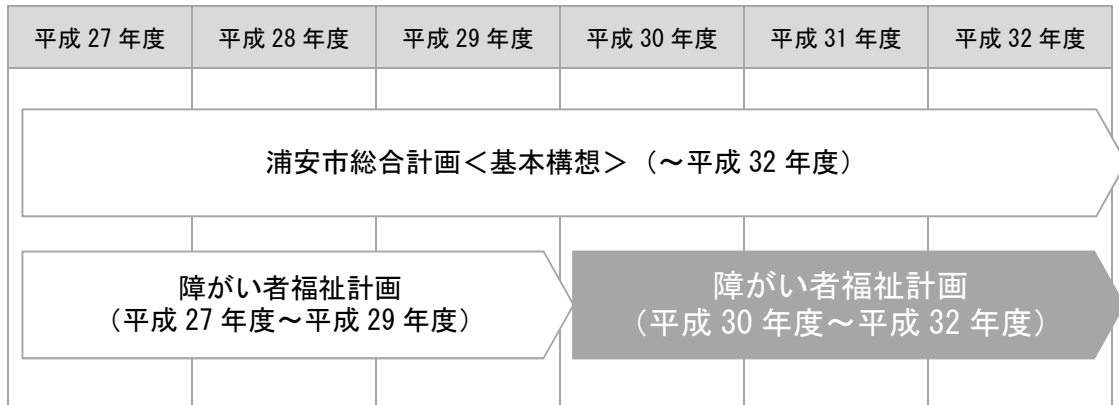 平成 27 年度 平成 28 年度 平成 29 年度 平成 30 年度 平成 31 年度 平成 32 年度
浦安市総合計画＜基本構想＞（～平成 32 年度）
障がい者福祉計画
（平成 27 年度～平成 29 年度）
障がい者福祉計画
（平成 30 年度～平成 32 年度）